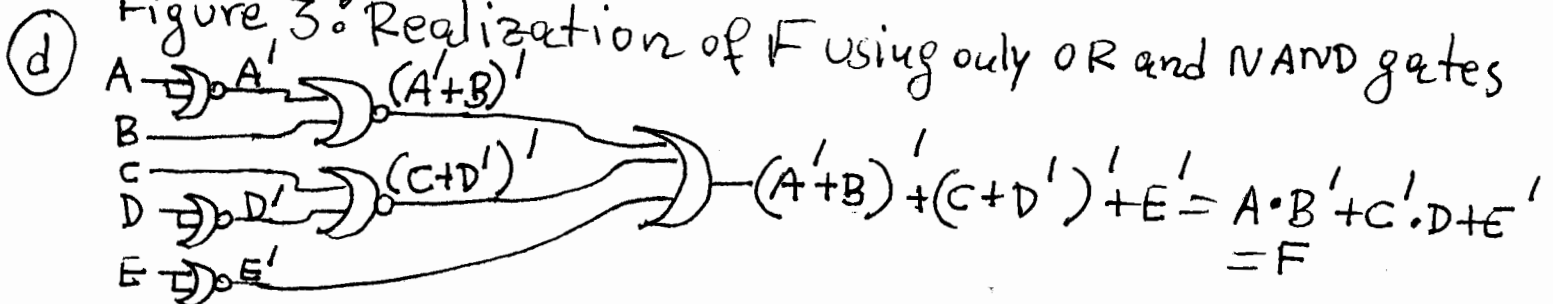 Figure 3: Realization of F using only OR and NAND gates
d
A A' (A'+B)'
B
C (C+D')'
D D'
E E'
(A'+B)'+(C+D')'+E' = A•B'+C'•D+E'
=F